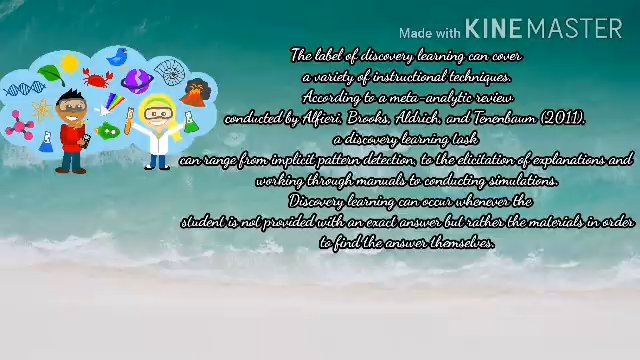 Made with KINEMASTER
The label of discovery learning can cover
a variety of instructional techniques.
According to a meta-analytic review
conducted by Alfieri, Brooks, Aldrich, and Tenenbaum (2011),
a discovery learning task
can range from implicit pattern detection, to the elicitation of explanations and
working through manuals to conducting simulations.
Discovery learning can occur whenever the
student is not provided with an exact answer but rather the materials in order
to find the answer themselves.